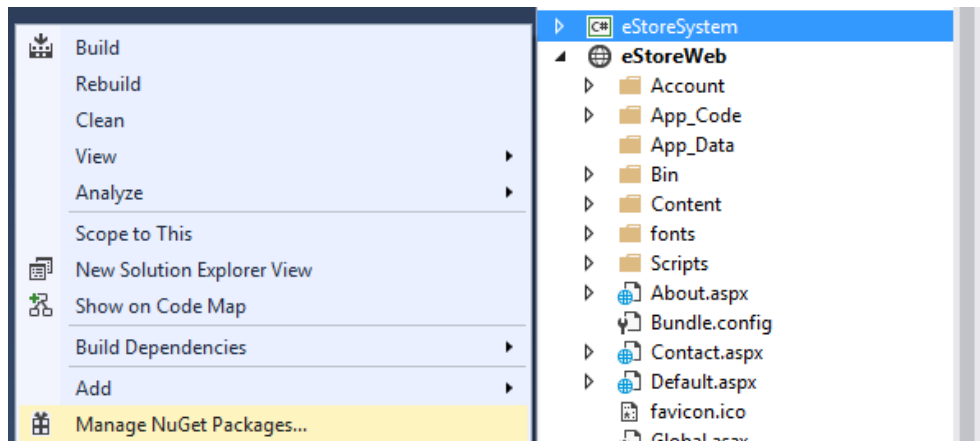 Build
Rebuild
Clean
View
Analyze
Scope to This
New Solution Explorer View
Show on Code Map
Build Dependencies
Add
Manage NuGet Packages...
C# eStoreSystem
eStoreWeb
Account
App_Code
App_Data
Bin
Content
fonts
Scripts
About.aspx
Bundle.config
Contact.aspx
Default.aspx
favicon.ico
Global.asax